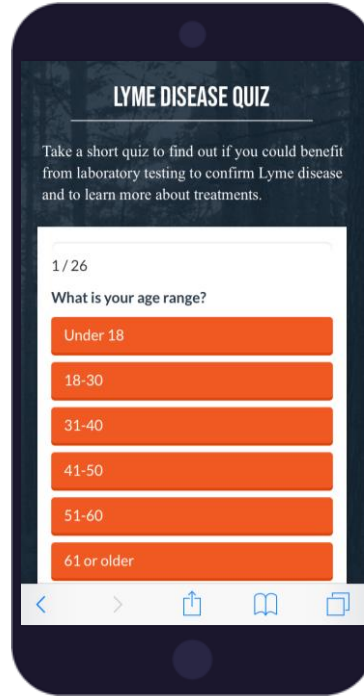 LYME DISEASE QUIZ
Take a short quiz to find out if you could benefit
from laboratory testing to confirm Lyme disease
and to learn more about treatments.
1 / 26
What is your age range?
Under 18
18-30
31-40
41-50
51-60
61 or older